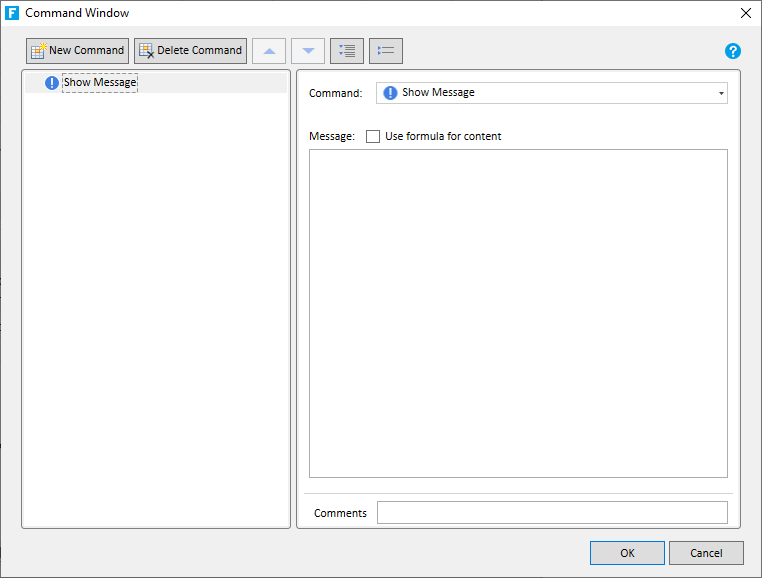 F Command Window
New Command Delete Command ?
! Show Message
Command: ! Show Message
Message: Use formula for content
Comments
OK Cancel